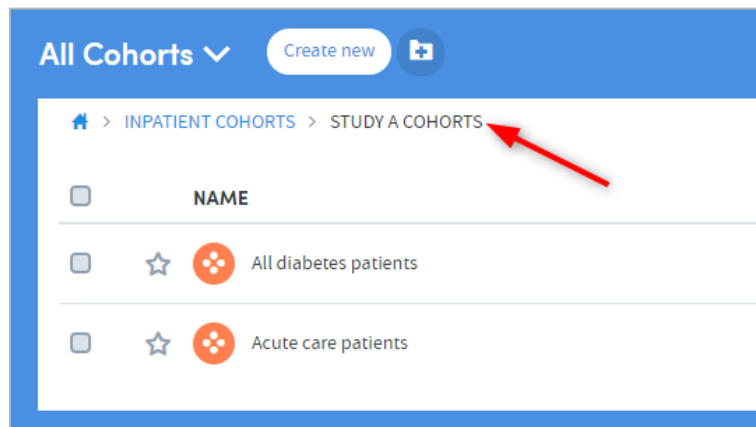 All Cohorts Create new
> INPATIENT COHORTS > STUDY A COHORTS
NAME
All diabetes patients
Acute care patients